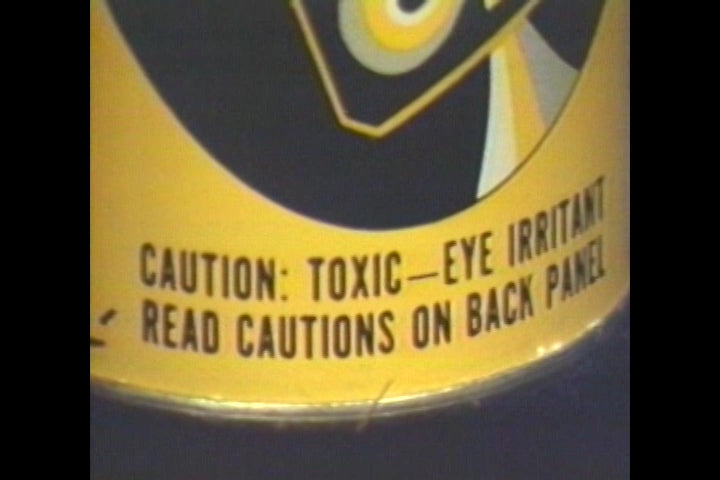 CAUTION: TOXIC—EYE IRRITANT
READ CAUTIONS ON BACK PANEL